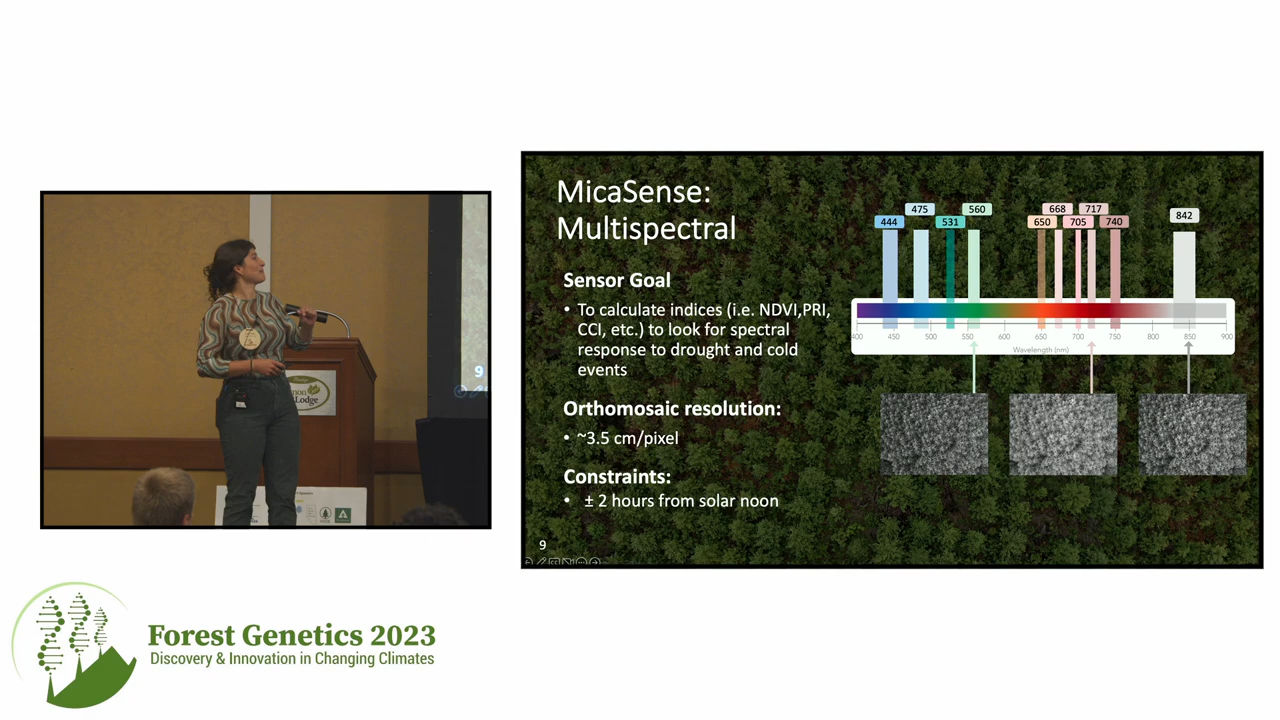 MicaSense:
Multispectral
Sensor Goal
• To calculate indices (i.e. NDVI,PRI,
CCI, etc.) to look for spectral
response to drought and cold
events
Orthomosaic resolution:
• ~3.5 cm/pixel
Constraints:
• ± 2 hours from solar noon
9
444
475
531
560
650
668
705
717
740
842
400 450 500 550 600 650 700 750 800 850 900
Wavelength (nm)
9
Lodge
Forest Genetics 2023
Discovery & Innovation in Changing Climates